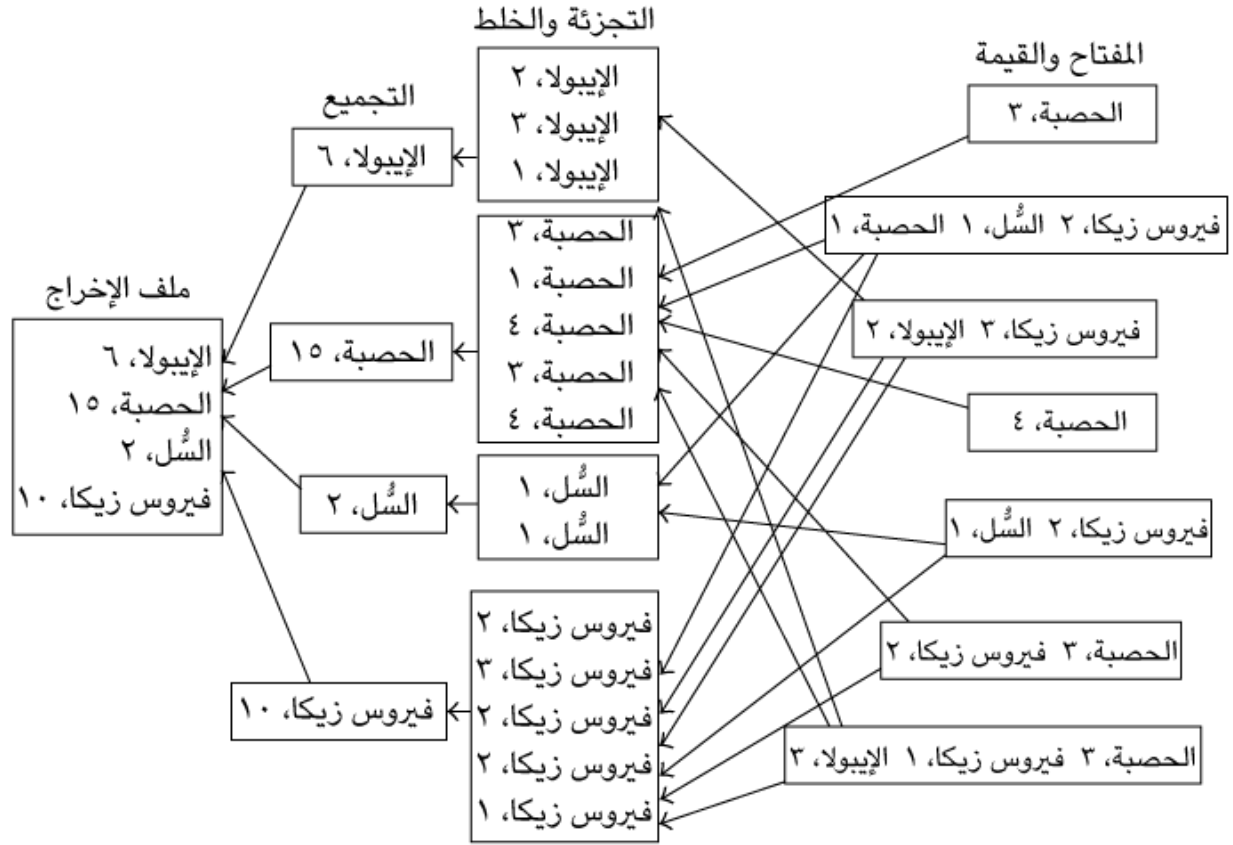 المفتاح والقيمة
الحصبة، ٣
فيروس زيكا، ٢ السُّل، ١ الحصبة، ١
فيروس زيكا، ٣ الإيبولا، ٢
الحصبة، ٤
فيروس زيكا، ٢ السُّل، ١
الحصبة، ٣ فيروس زيكا، ٢
الحصبة، ٣ فيروس زيكا، ١ الإيبولا، ٣
التجزئة والخلط
الإيبولا، ٢
الإيبولا، ٣
الإيبولا، ١
الحصبة، ٣
الحصبة، ١
الحصبة، ٤
الحصبة، ٣
الحصبة، ٤
السُّل، ١
السُّل، ١
فيروس زيكا، ٢
فيروس زيكا، ٣
فيروس زيكا، ٢
فيروس زيكا، ٢
فيروس زيكا، ١
التجميع
الإيبولا، ٦
الحصبة، ١٥
السُّل، ٢
فيروس زيكا، ١٠
ملف الإخراج
الإيبولا، ٦
الحصبة، ١٥
السُّل، ٢
فيروس زيكا، ١٠